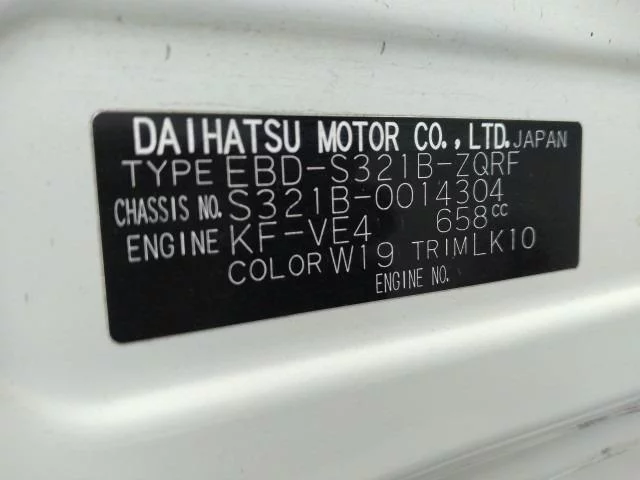 DAIHATSU MOTOR CO.,LTD. JAPAN
TYPE EBD-S321B-ZQRF
CHASSIS NO. S321B-0014304
ENGINE KF-VE4 658cc
COLOR W19 TRIM LK10
ENGINE NO.